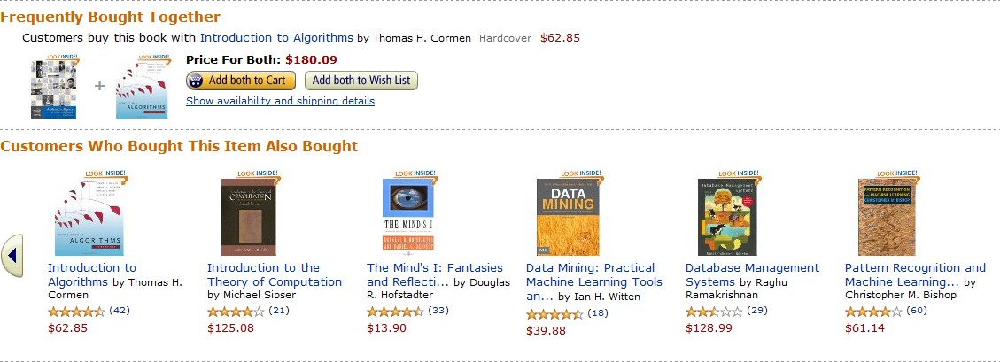 Frequently Bought Together
Customers buy this book with Introduction to Algorithms by Thomas H. Cormen Hardcover $62.85
LOOK INSIDE!
LOOK INSIDE!
ALGORITHMS
+
Price For Both: $180.09
Add both to Cart
Add both to Wish List
Show availability and shipping details
Customers Who Bought This Item Also Bought
LOOK INSIDE!
ALGORITHMS
Introduction to
Algorithms by Thomas H.
Cormen
(42)
$62.85
LOOK INSIDE!
COMPUTATION
Introduction to the
Theory of Computation
by Michael Sipser
(21)
$125.08
LOOK INSIDE!
THE MIND'S I
The Mind's I: Fantasies
and Reflecti... by Douglas
R. Hofstadter
(33)
$13.90
LOOK INSIDE!
DATA
MINING
Data Mining: Practical
Machine Learning Tools
an... by Ian H. Witten
(18)
$39.88
LOOK INSIDE!
Database Management
Systems
Database Management
Systems by Raghu
Ramakrishnan
(29)
$128.99
LOOK INSIDE!
PATTERN RECOGNITION
AND MACHINE LEARNING
CHRISTOPHER M. BISHOP
Pattern Recognition and
Machine Learning... by
Christopher M. Bishop
(60)
$61.14